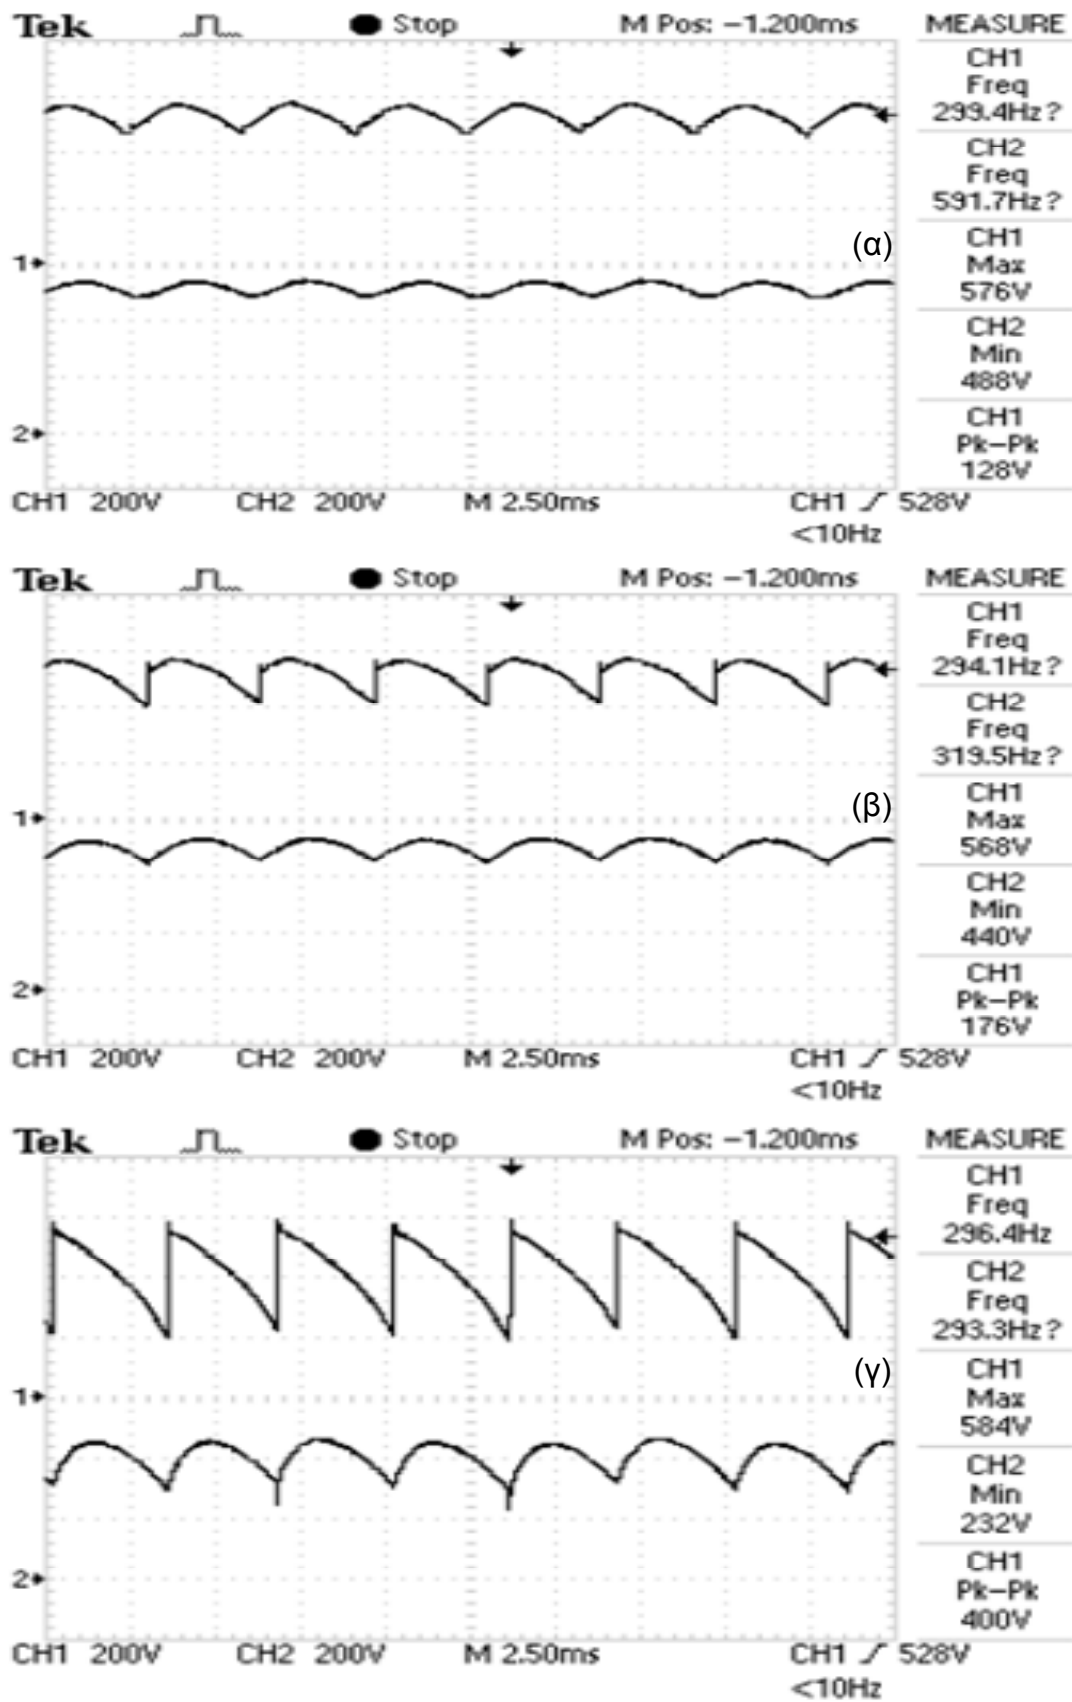 Tek Stop M Pos: -1.200ms MEASURE
CH1
Freq
299.4Hz?
CH2
Freq
591.7Hz?
(α)
CH1
Max
576V
1
CH2
Min
488V
CH1
Pk-Pk
128V
2
CH1 200V CH2 200V M 2.50ms CH1 528V
<10Hz
Tek Stop M Pos: -1.200ms MEASURE
CH1
Freq
294.1Hz?
CH2
Freq
319.5Hz?
(β)
CH1
Max
568V
1
CH2
Min
440V
CH1
Pk-Pk
176V
2
CH1 200V CH2 200V M 2.50ms CH1 528V
<10Hz
Tek Stop M Pos: -1.200ms MEASURE
CH1
Freq
296.4Hz
CH2
Freq
293.3Hz?
(γ)
CH1
Max
584V
1
CH2
Min
232V
CH1
Pk-Pk
400V
2
CH1 200V CH2 200V M 2.50ms CH1 528V
<10Hz